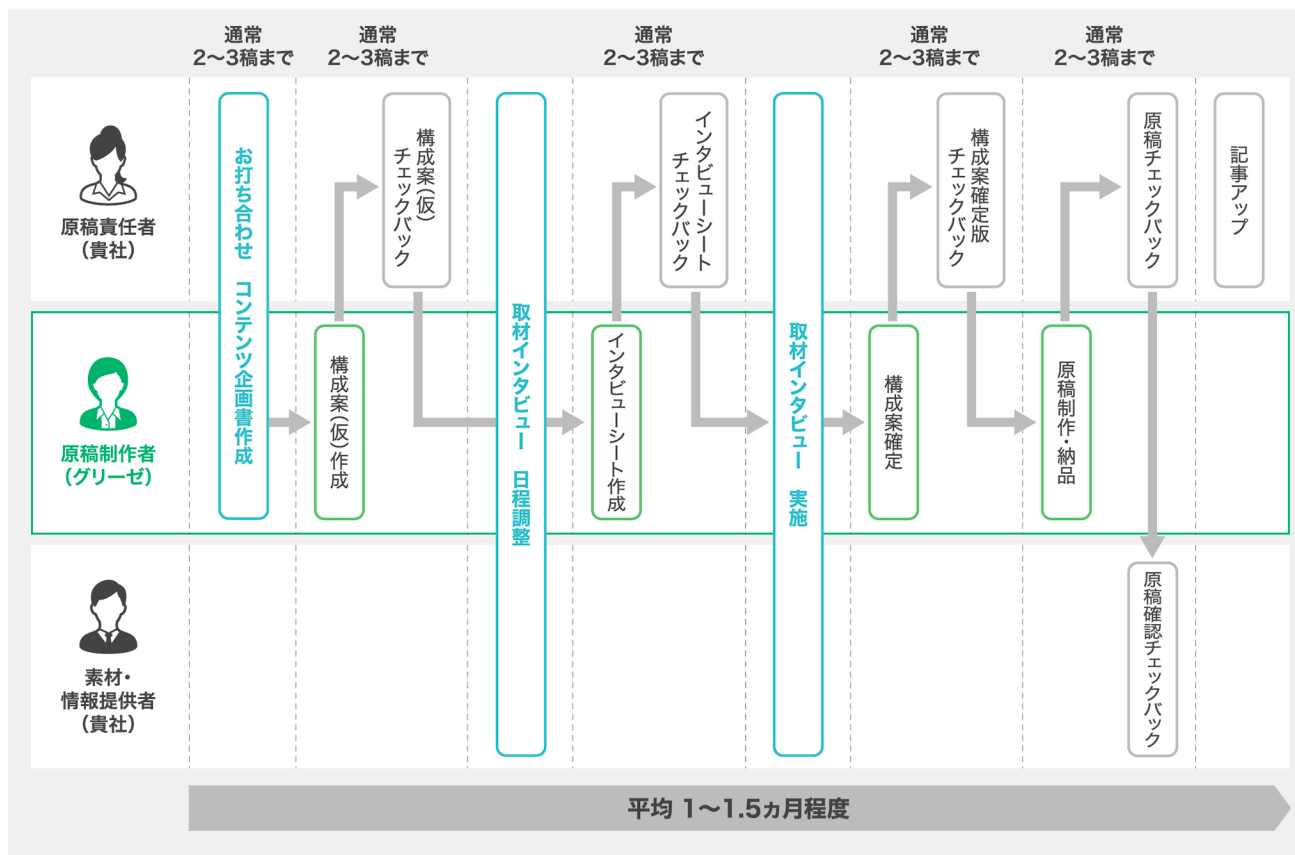 通常
2〜3稿まで
通常
2〜3稿まで
通常
2〜3稿まで
通常
2〜3稿まで
通常
2〜3稿まで
原稿責任者
（貴社）
お打ち合わせ　コンテンツ企画書作成
構成案（仮）
チェックバック
取材インタビュー　日程調整
インタビューシート
チェックバック
取材インタビュー　実施
構成案確定版
チェックバック
原稿チェックバック
記事アップ
原稿制作者
（グリーゼ）
構成案（仮）作成
インタビューシート作成
構成案確定
原稿制作・納品
素材・
情報提供者
（貴社）
原稿確認チェックバック
平均 1〜1.5ヵ月程度